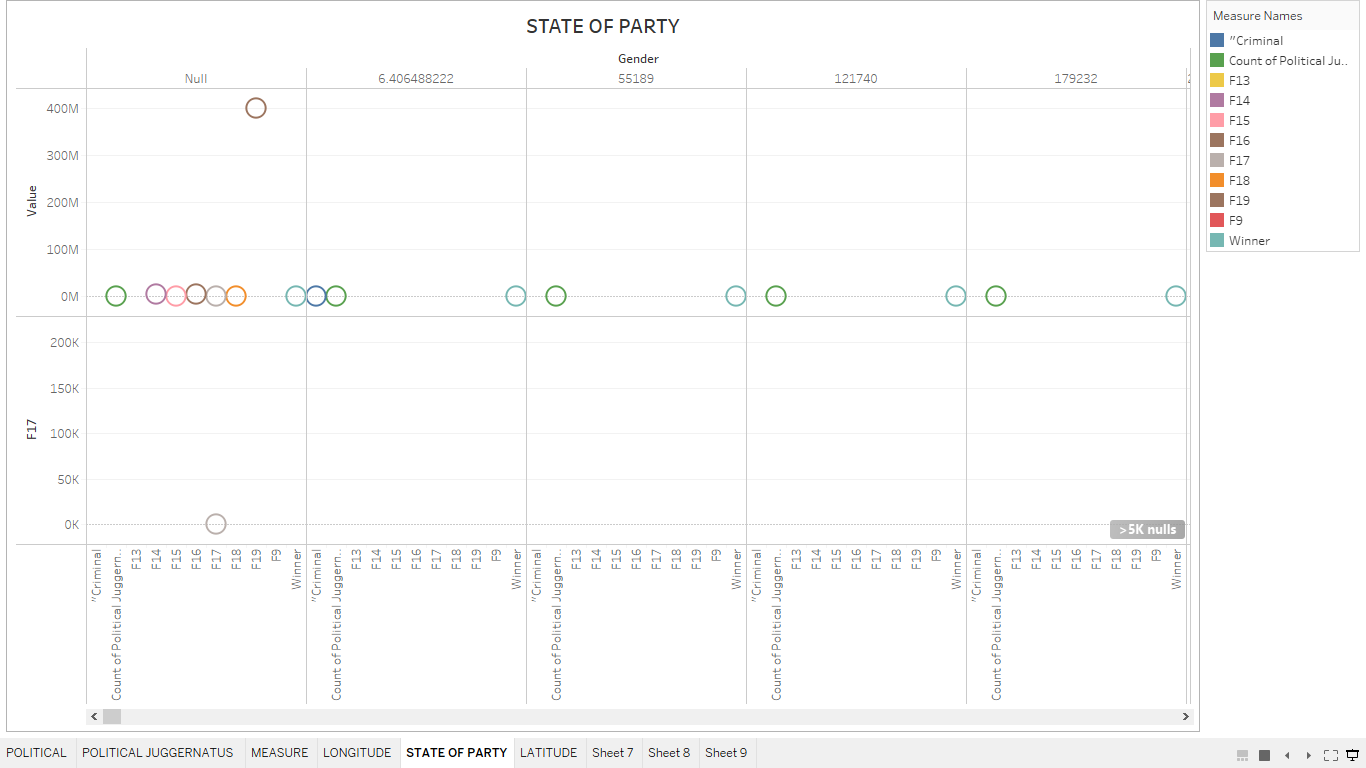 STATE OF PARTY
Gender
Null 6.406488222 55189 121740 179232
Value
400M
300M
200M
100M
0M
F17
200K
150K
100K
50K
0K
>5K nulls
"Criminal Count of Political Juggern.. F13 F14 F15 F16 F17 F18 F19 F9 Winner
"Criminal Count of Political Juggern.. F13 F14 F15 F16 F17 F18 F19 F9 Winner
"Criminal Count of Political Juggern.. F13 F14 F15 F16 F17 F18 F19 F9 Winner
"Criminal Count of Political Juggern.. F13 F14 F15 F16 F17 F18 F19 F9 Winner
"Criminal Count of Political Juggern.. F13 F14 F15 F16 F17 F18 F19 F9 Winner
Measure Names
"Criminal
Count of Political Ju..
F13
F14
F15
F16
F17
F18
F19
F9
Winner
POLITICAL POLITICAL JUGGERNATUS MEASURE LONGITUDE STATE OF PARTY LATITUDE Sheet 7 Sheet 8 Sheet 9